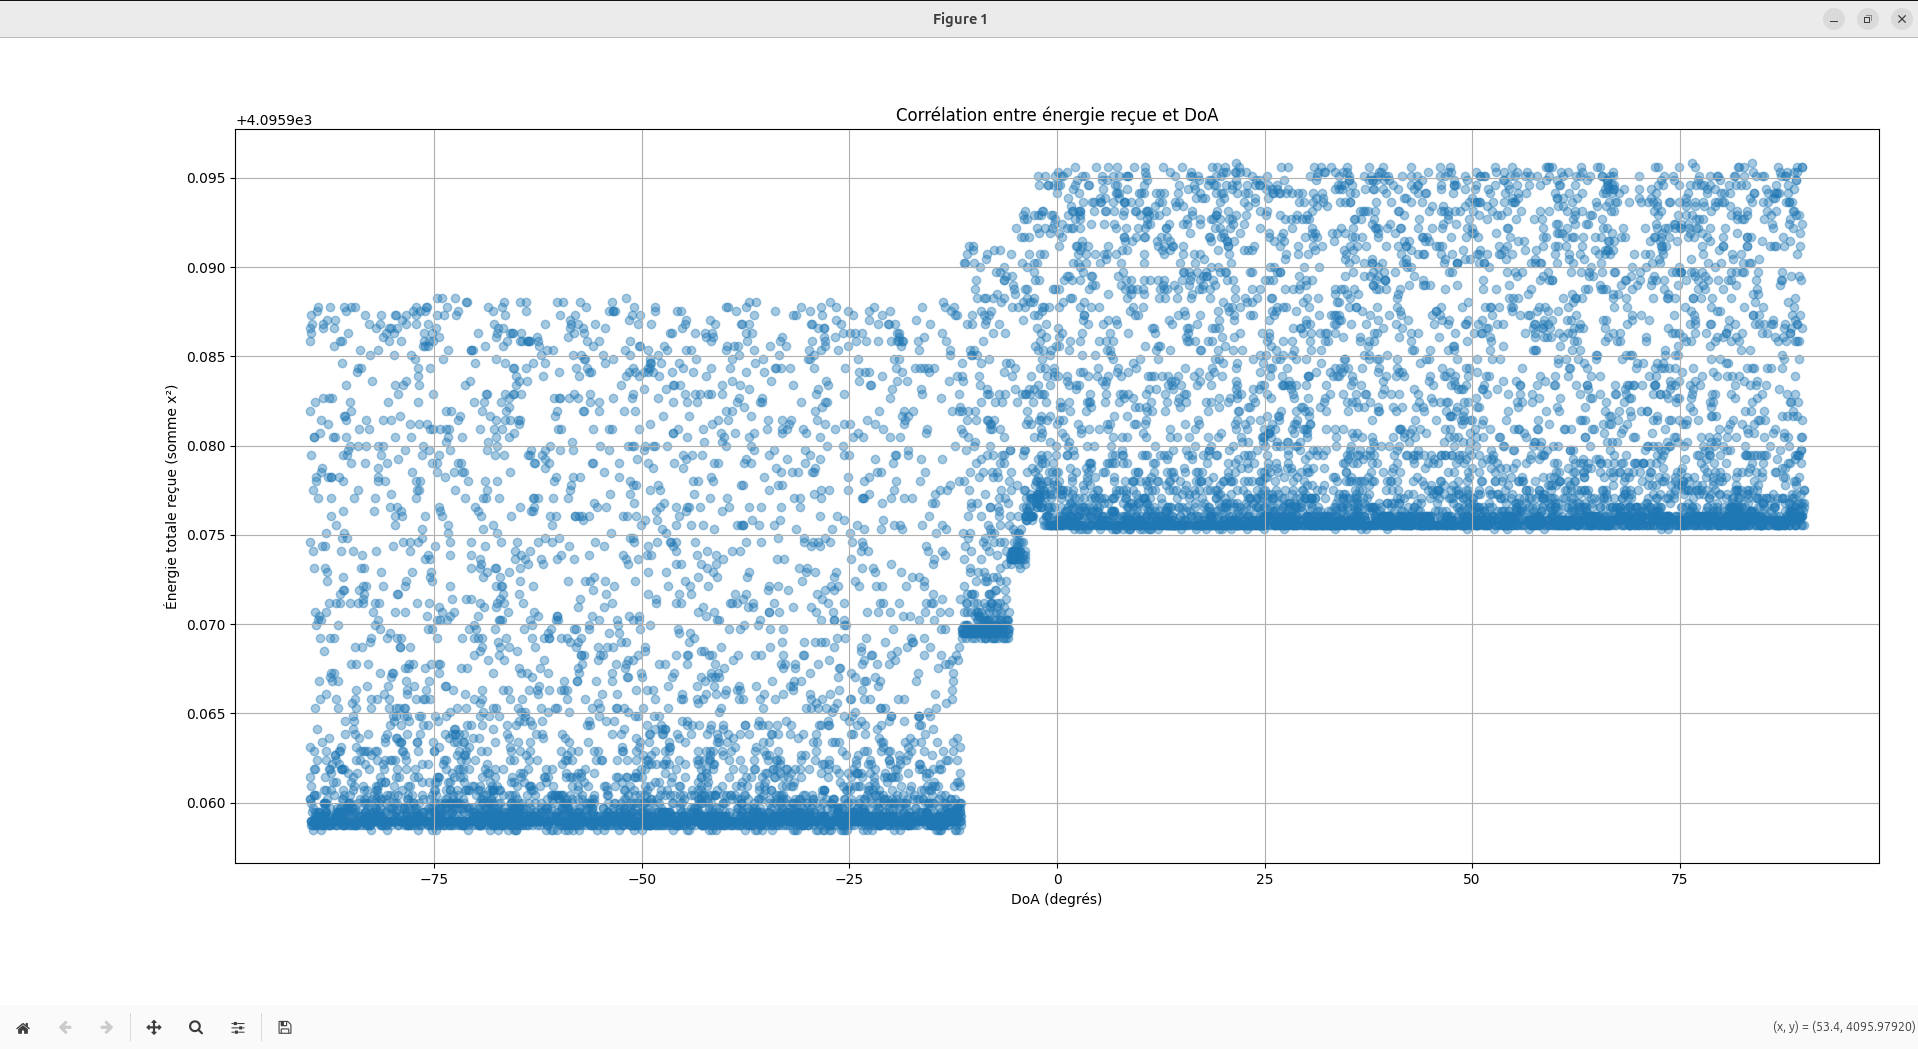 Figure 1
Corrélation entre énergie reçue et DoA
+4.0959e3
0.095
0.090
0.085
0.080
0.075
0.070
0.065
0.060
Énergie totale reçue (somme x²)
−75
−50
−25
0
25
50
75
DoA (degrés)
(x, y) = (53.4, 4095.97920)